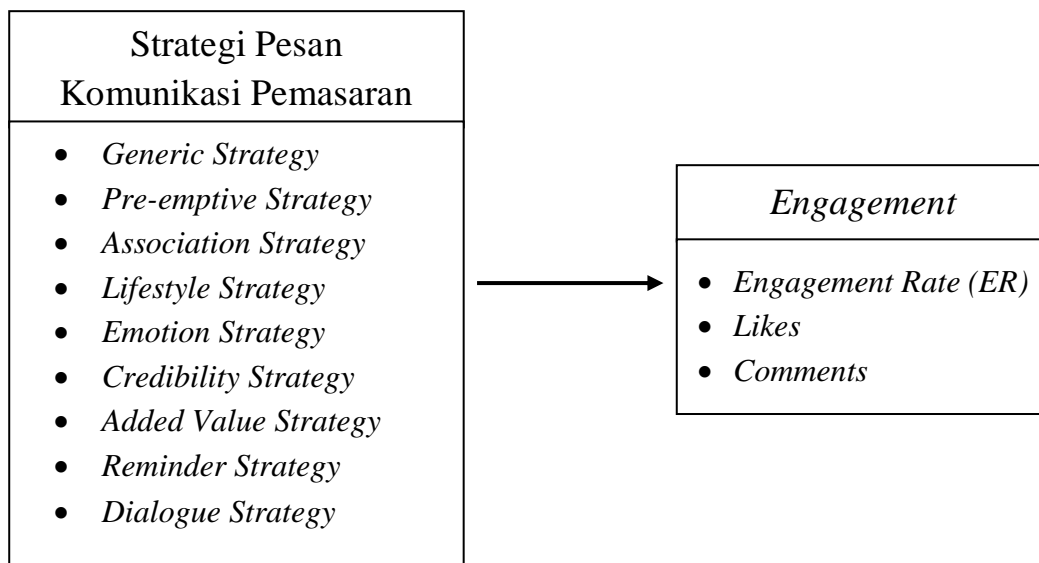 Strategi Pesan
Komunikasi Pemasaran
• Generic Strategy
• Pre-emptive Strategy
• Association Strategy
• Lifestyle Strategy
• Emotion Strategy
• Credibility Strategy
• Added Value Strategy
• Reminder Strategy
• Dialogue Strategy
Engagement
• Engagement Rate (ER)
• Likes
• Comments